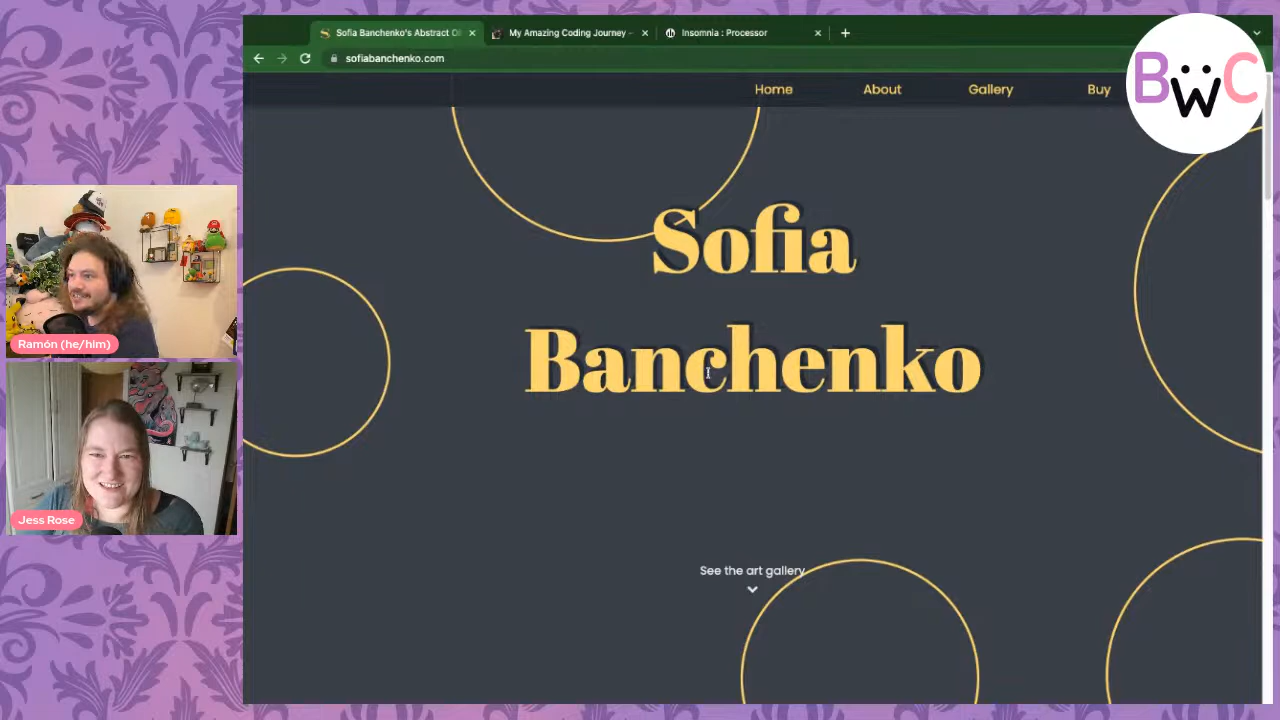 Sofia Banchenko's Abstract Oi
My Amazing Coding Journey -
Insomnia : Processor
sofiabanchenko.com
Home About Gallery Buy
BWC
Sofia
Banchenko
See the art gallery
Ramón (he/him)
Jess Rose